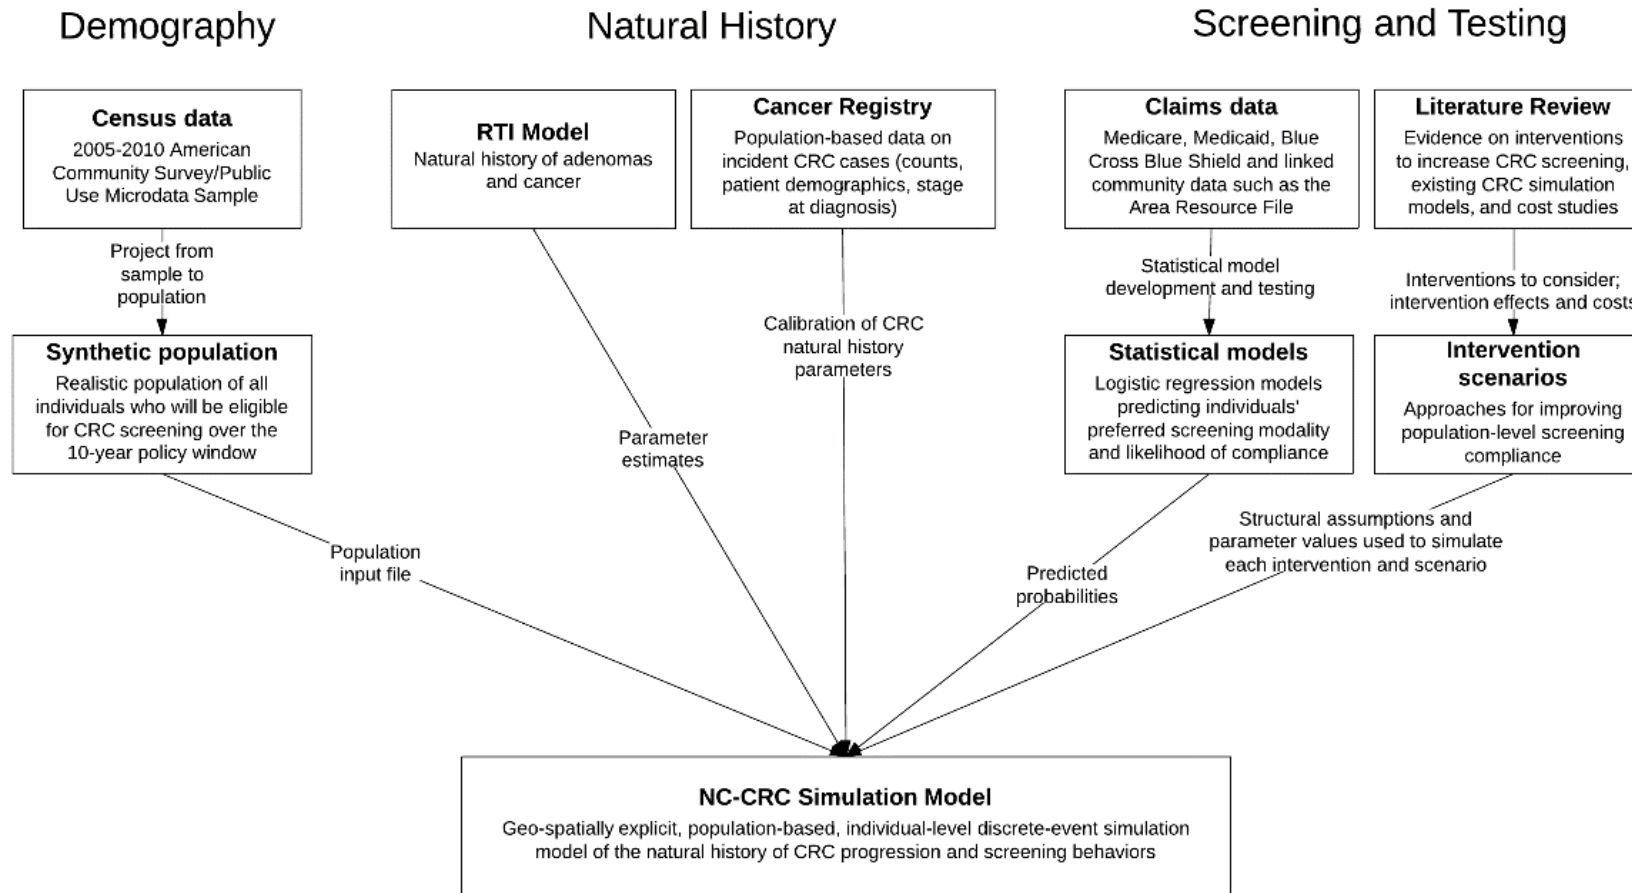 Demography
Natural History
Screening and Testing
Census data
2005-2010 American
Community Survey/Public
Use Microdata Sample
RTI Model
Natural history of adenomas
and cancer
Cancer Registry
Population-based data on
incident CRC cases (counts,
patient demographics, stage
at diagnosis)
Claims data
Medicare, Medicaid, Blue
Cross Blue Shield and linked
community data such as the
Area Resource File
Literature Review
Evidence on interventions
to increase CRC screening,
existing CRC simulation
models, and cost studies
Project from
sample to
population
Statistical model
development and testing
Interventions to consider;
intervention effects and costs
Synthetic population
Realistic population of all
individuals who will be eligible
for CRC screening over the
10-year policy window
Calibration of CRC
natural history
parameters
Statistical models
Logistic regression models
predicting individuals'
preferred screening modality
and likelihood of compliance
Intervention
scenarios
Approaches for improving
population-level screening
compliance
Parameter
estimates
Population
input file
Predicted
probabilities
Structural assumptions and
parameter values used to simulate
each intervention and scenario
NC-CRC Simulation Model
Geo-spatially explicit, population-based, individual-level discrete-event simulation
model of the natural history of CRC progression and screening behaviors